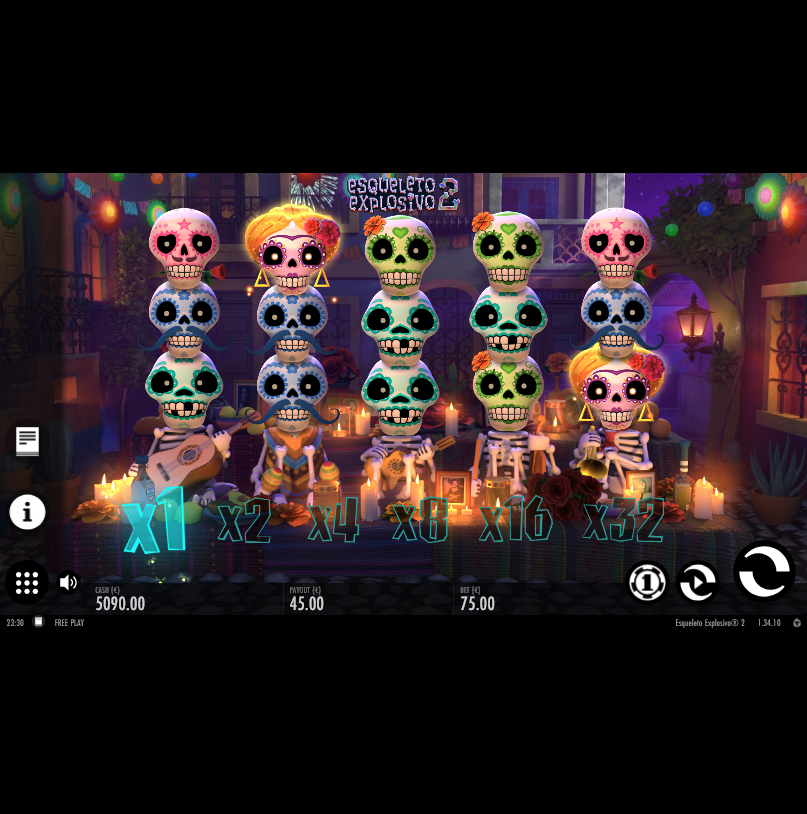 esqueleto
explosivo 2
x1 x2 x4 x8 x16 x32
CASH (€) PAYOUT (€) BET (€)
5090.00 45.00 75.00
1
23:30 FREE PLAY Esqueleto Explosivo® 2 1.34.10